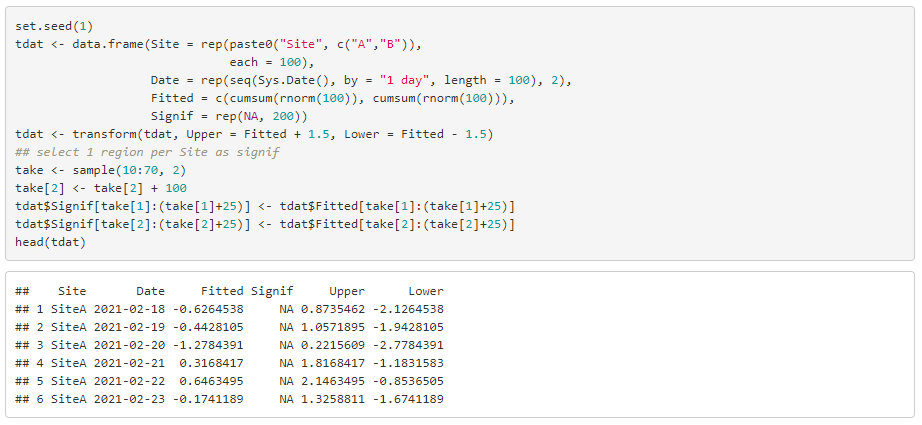 set.seed(1)
tdat <- data.frame(Site = rep(paste0("Site", c("A","B")),
                              each = 100),
                   Date = rep(seq(Sys.Date(), by = "1 day", length = 100), 2),
                   Fitted = c(cumsum(rnorm(100)), cumsum(rnorm(100))),
                   Signif = rep(NA, 200))
tdat <- transform(tdat, Upper = Fitted + 1.5, Lower = Fitted - 1.5)
## select 1 region per Site as signif
take <- sample(10:70, 2)
take[2] <- take[2] + 100
tdat$Signif[take[1]:(take[1]+25)] <- tdat$Fitted[take[1]:(take[1]+25)]
tdat$Signif[take[2]:(take[2]+25)] <- tdat$Fitted[take[2]:(take[2]+25)]
head(tdat)
##    Site       Date     Fitted Signif     Upper      Lower
## 1 SiteA 2021-02-18 -0.6264538     NA 0.8735462 -2.1264538
## 2 SiteA 2021-02-19 -0.4428105     NA 1.0571895 -1.9428105
## 3 SiteA 2021-02-20 -1.2784391     NA 0.2215609 -2.7784391
## 4 SiteA 2021-02-21  0.3168417     NA 1.8168417 -1.1831583
## 5 SiteA 2021-02-22  0.6463495     NA 2.1463495 -0.8536505
## 6 SiteA 2021-02-23 -0.1741189     NA 1.3258811 -1.6741189